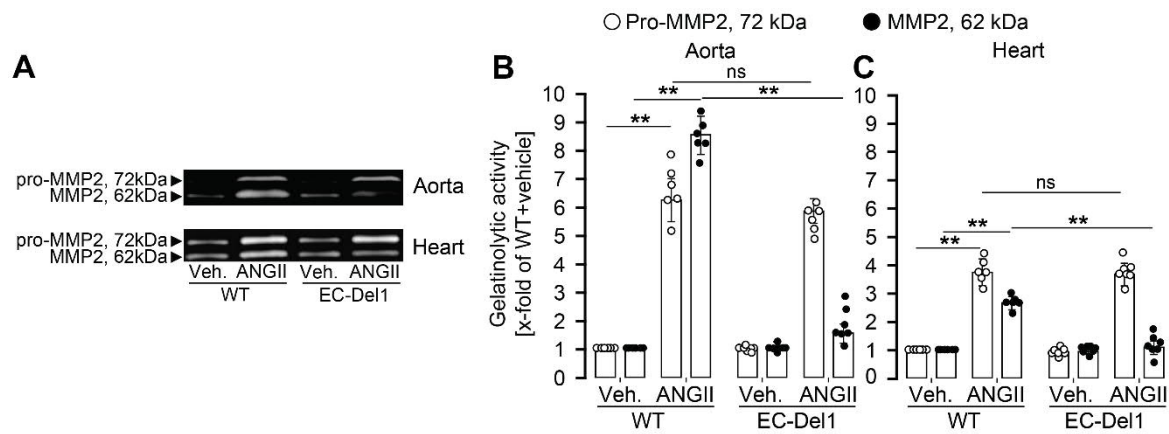 Pro-MMP2, 72 kDa
MMP2, 62 kDa
A
pro-MMP2, 72kDa
MMP2, 62kDa
Aorta
pro-MMP2, 72kDa
MMP2, 62kDa
Heart
Veh. ANGII Veh. ANGII
WT EC-Del1
B
Aorta
ns
** **
**
Gelatinolytic activity
[x-fold of WT+vehicle]
10
9
8
7
6
5
4
3
2
1
0
Veh. ANGII Veh. ANGII
WT EC-Del1
C
Heart
ns
** **
**
10
9
8
7
6
5
4
3
2
1
0
Veh. ANGII Veh. ANGII
WT EC-Del1